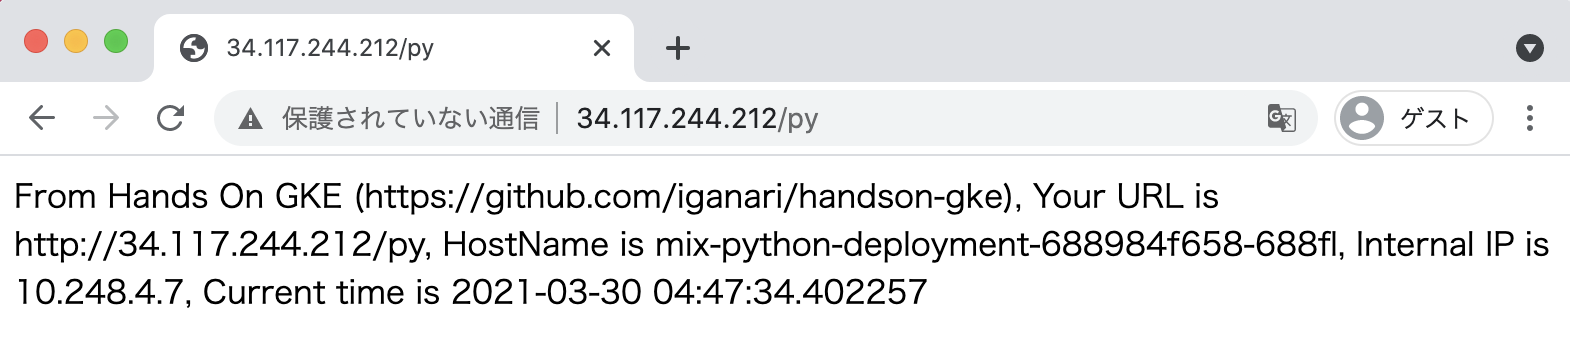 34.117.244.212/py
保護されていない通信 34.117.244.212/py
ゲスト
From Hands On GKE (https://github.com/iganari/handson-gke), Your URL is
http://34.117.244.212/py, HostName is mix-python-deployment-688984f658-688fl, Internal IP is
10.248.4.7, Current time is 2021-03-30 04:47:34.402257